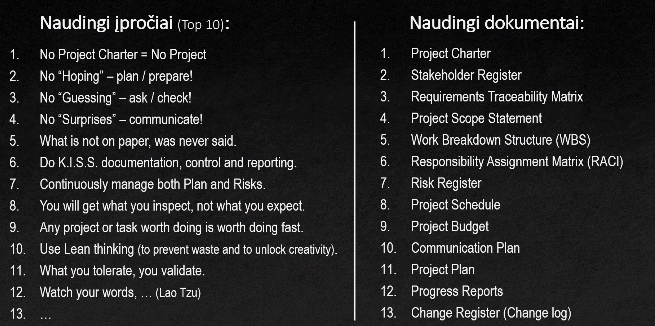 Naudingi įpročiai (Top 10):
1. No Project Charter = No Project
2. No “Hoping” – plan / prepare!
3. No “Guessing” – ask / check!
4. No “Surprises” – communicate!
5. What is not on paper, was never said.
6. Do K.I.S.S. documentation, control and reporting.
7. Continuously manage both Plan and Risks.
8. You will get what you inspect, not what you expect.
9. Any project or task worth doing is worth doing fast.
10. Use Lean thinking (to prevent waste and to unlock creativity).
11. What you tolerate, you validate.
12. Watch your words, … (Lao Tzu)
13. …
Naudingi dokumentai:
1. Project Charter
2. Stakeholder Register
3. Requirements Traceability Matrix
4. Project Scope Statement
5. Work Breakdown Structure (WBS)
6. Responsibility Assignment Matrix (RACI)
7. Risk Register
8. Project Schedule
9. Project Budget
10. Communication Plan
11. Project Plan
12. Progress Reports
13. Change Register (Change log)